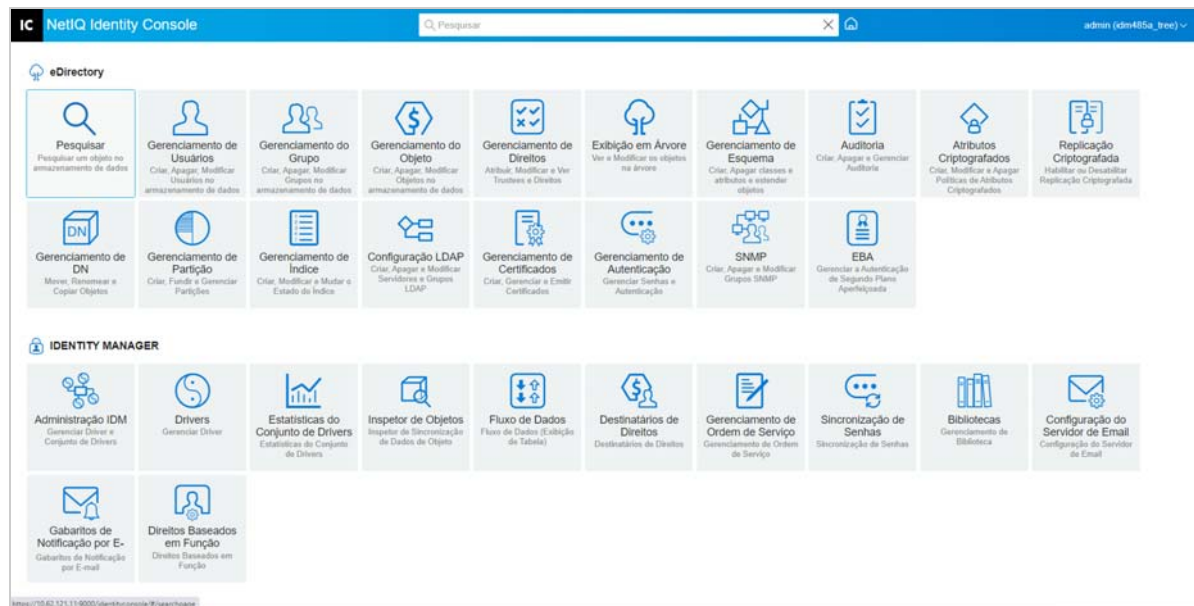 IC NetIQ Identity Console
Pesquisar
admin (idm485a_tree)
eDirectory
Pesquisar
Pesquisar um objeto no
armazenamento de dados
Gerenciamento de
Usuários
Criar, Apagar, Modificar
Usuários no
armazenamento de dados
Gerenciamento do
Grupo
Criar, Apagar, Modificar
Grupos no
armazenamento de dados
Gerenciamento do
Objeto
Criar, Apagar, Modificar
Objetos no
armazenamento de dados
Gerenciamento de
Direitos
Atribuir, Modificar e Ver
Trustees e Direitos
Exibição em Árvore
Ver e Modificar os objetos
na árvore
Gerenciamento de
Esquema
Criar, Apagar classes e
atributos e estender
objetos
Auditoria
Criar, Apagar e Gerenciar
Auditoria
Atributos
Criptografados
Criar, Modificar e Apagar
Políticas de Atributos
Criptografados
Replicação
Criptografada
Habilitar ou Desabilitar
Replicação Criptografada
DN
Gerenciamento de
DN
Mover, Renomear e
Copiar Objetos
Gerenciamento de
Partição
Criar, Fundir e Gerenciar
Partições
Gerenciamento de
Índice
Criar, Modificar e Mudar o
Estado do Índice
Configuração LDAP
Criar, Apagar e Modificar
Servidores e Grupos
LDAP
Gerenciamento de
Certificados
Criar, Gerenciar e Emitir
Certificados
Gerenciamento de
Autenticação
Gerenciar Senhas e
Autenticação
SNMP
Criar, Apagar e Modificar
Grupos SNMP
EBA
Gerenciar a Autenticação
de Segundo Plano
Aperfeiçoada
IDENTITY MANAGER
Administração IDM
Gerenciar Driver e
Conjunto de Drivers
Drivers
Gerenciar Driver
Estatísticas do
Conjunto de Drivers
Estatísticas do Conjunto
de Drivers
Inspetor de Objetos
Inspetor de Sincronização
de Dados de Objeto
Fluxo de Dados
Fluxo de Dados (Exibição
de Tabela)
Destinatários de
Direitos
Destinatários de Direitos
Gerenciamento de
Ordem de Serviço
Gerenciamento de Ordem
de Serviço
Sincronização de
Senhas
Sincronização de Senhas
Bibliotecas
Gerenciamento de
Biblioteca
Configuração do
Servidor de Email
Configuração do Servidor
de Email
Gabaritos de
Notificação por E-
Gabaritos de Notificação
por E-mail
Direitos Baseados
em Função
Direitos Baseados em
Função
https://10.62.121.11:9000/identityconsole/#/searchpage